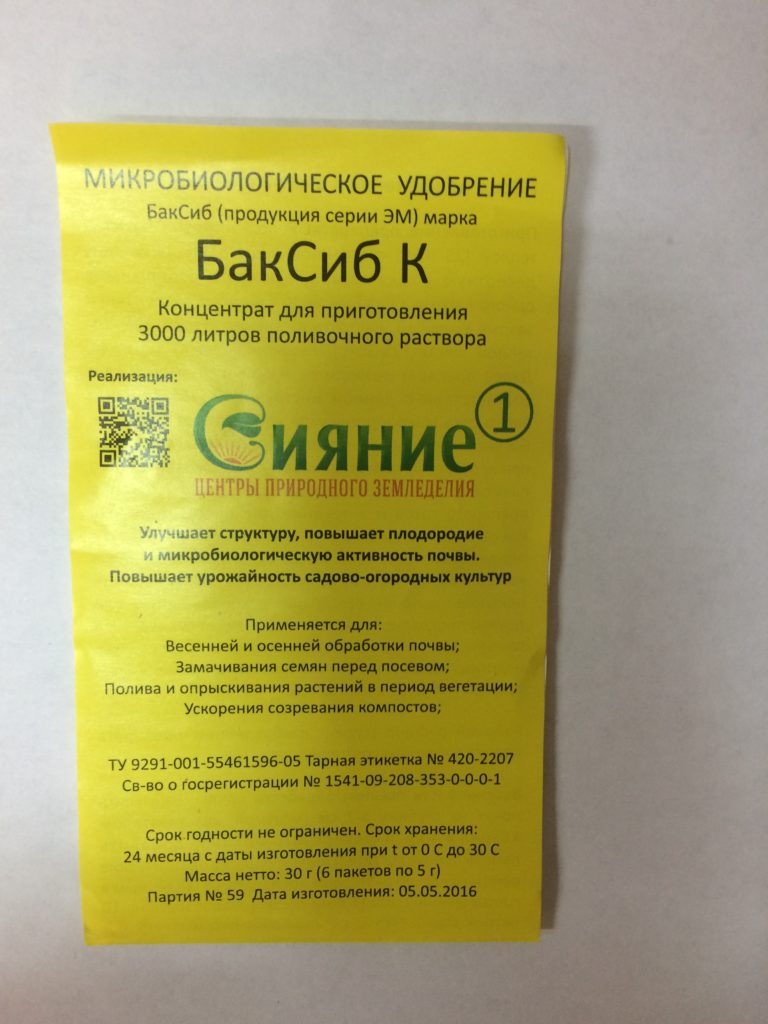 МИКРОБИОЛОГИЧЕСКОЕ УДОБРЕНИЕ
БакСиб (продукция серии ЭМ) марка
БакСиб К
Концентрат для приготовления
3000 литров поливочного раствора
Реализация:
Сияние 1
ЦЕНТРЫ ПРИРОДНОГО ЗЕМЛЕДЕЛИЯ
Улучшает структуру, повышает плодородие
и микробиологическую активность почвы.
Повышает урожайность садово-огородных культур
Применяется для:
Весенней и осенней обработки почвы;
Замачивания семян перед посевом;
Полива и опрыскивания растений в период вегетации;
Ускорения созревания компостов;
ТУ 9291-001-55461596-05 Тарная этикетка № 420-2207
Св-во о госрегистрации № 1541-09-208-353-0-0-0-1
Срок годности не ограничен. Срок хранения:
24 месяца с даты изготовления при t от 0 С до 30 С
Масса нетто: 30 г (6 пакетов по 5 г)
Партия № 59 Дата изготовления: 05.05.2016